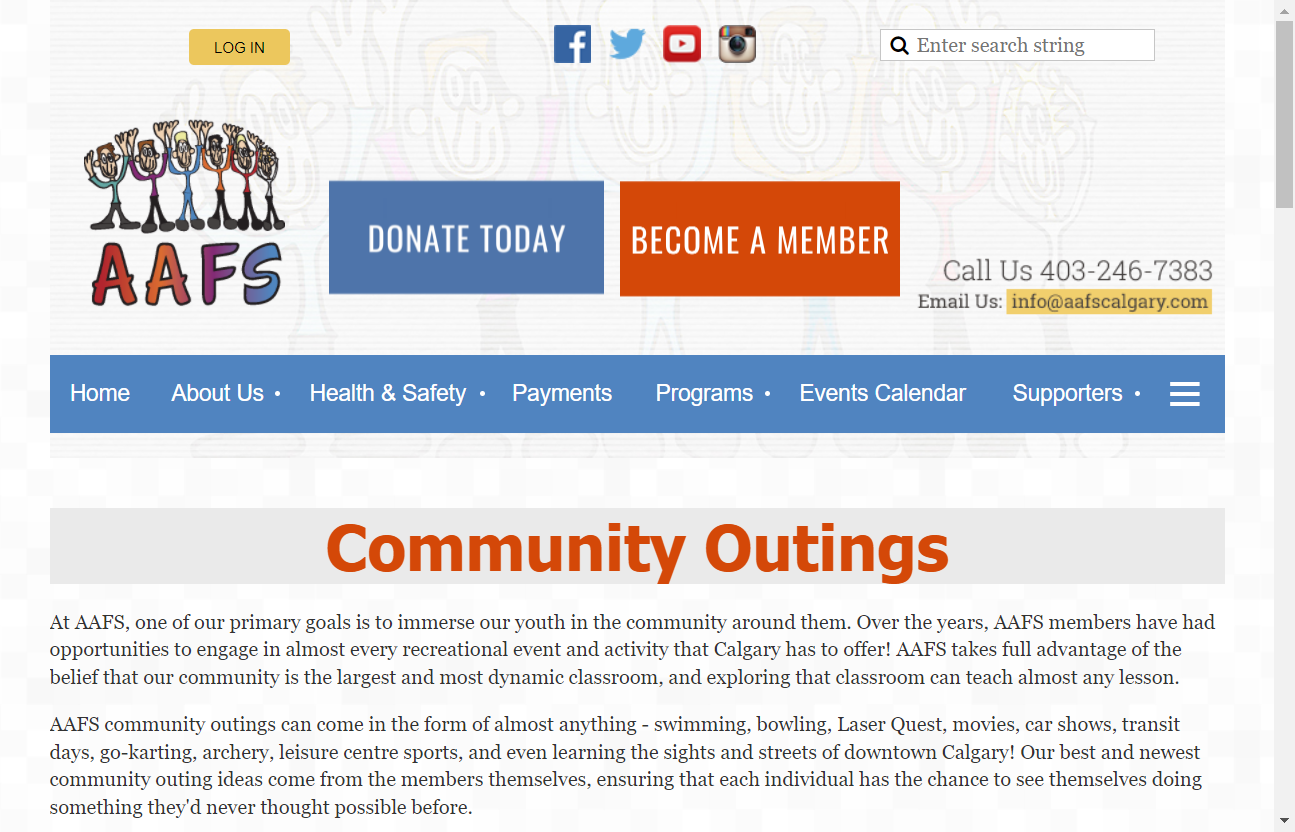 LOG IN
Enter search string
AAFS
DONATE TODAY
BECOME A MEMBER
Call Us 403-246-7383
Email Us: info@aafscalgary.com
Home
About Us
Health & Safety
Payments
Programs
Events Calendar
Supporters
Community Outings
At AAFS, one of our primary goals is to immerse our youth in the community around them. Over the years, AAFS members have had
opportunities to engage in almost every recreational event and activity that Calgary has to offer! AAFS takes full advantage of the
belief that our community is the largest and most dynamic classroom, and exploring that classroom can teach almost any lesson.
AAFS community outings can come in the form of almost anything - swimming, bowling, Laser Quest, movies, car shows, transit
days, go-karting, archery, leisure centre sports, and even learning the sights and streets of downtown Calgary! Our best and newest
community outing ideas come from the members themselves, ensuring that each individual has the chance to see themselves doing
something they'd never thought possible before.